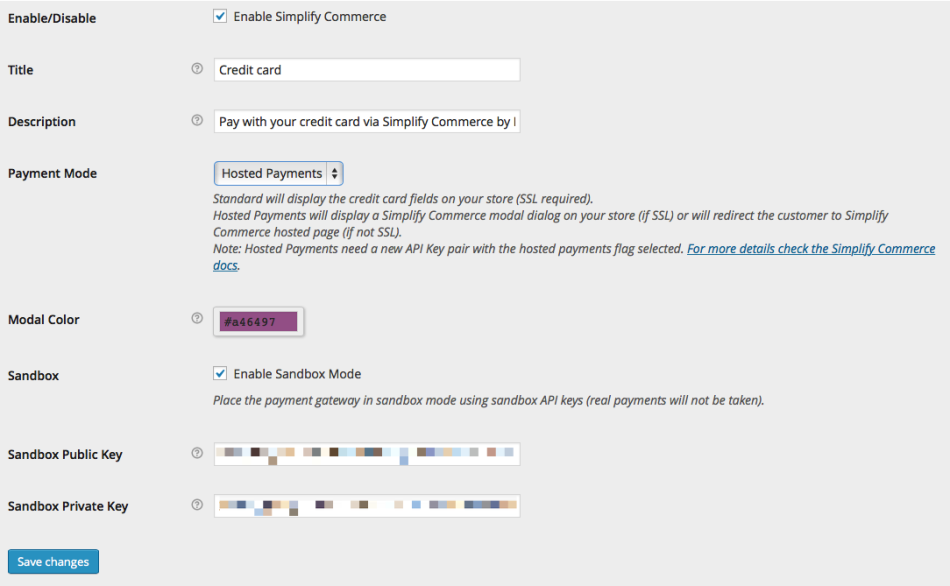 Enable/Disable Enable Simplify Commerce
Title Credit card
Description Pay with your credit card via Simplify Commerce by
Payment Mode Hosted Payments
Standard will display the credit card fields on your store (SSL required).
Hosted Payments will display a Simplify Commerce modal dialog on your store (if SSL) or will redirect the customer to Simplify
Commerce hosted page (if not SSL).
Note: Hosted Payments need a new API Key pair with the hosted payments flag selected. For more details check the Simplify Commerce
docs.
Modal Color #a46497
Sandbox Enable Sandbox Mode
Place the payment gateway in sandbox mode using sandbox API keys (real payments will not be taken).
Sandbox Public Key
Sandbox Private Key
Save changes